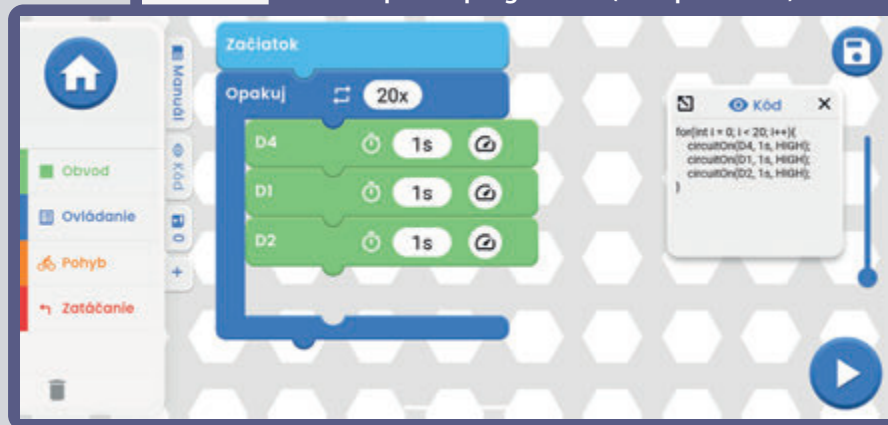 Začiatok
Opakuj 20x
D4 1s
D1 1s
D2 1s
Manuál
Kód
0
+
Obvod
Ovládanie
Pohyb
Zatáčanie
Kód X
for(int i = 0; i < 20; i++){
circuitOn(D4, 1s, HIGH);
circuitOn(D1, 1s, HIGH);
circuitOn(D2, 1s, HIGH);
}